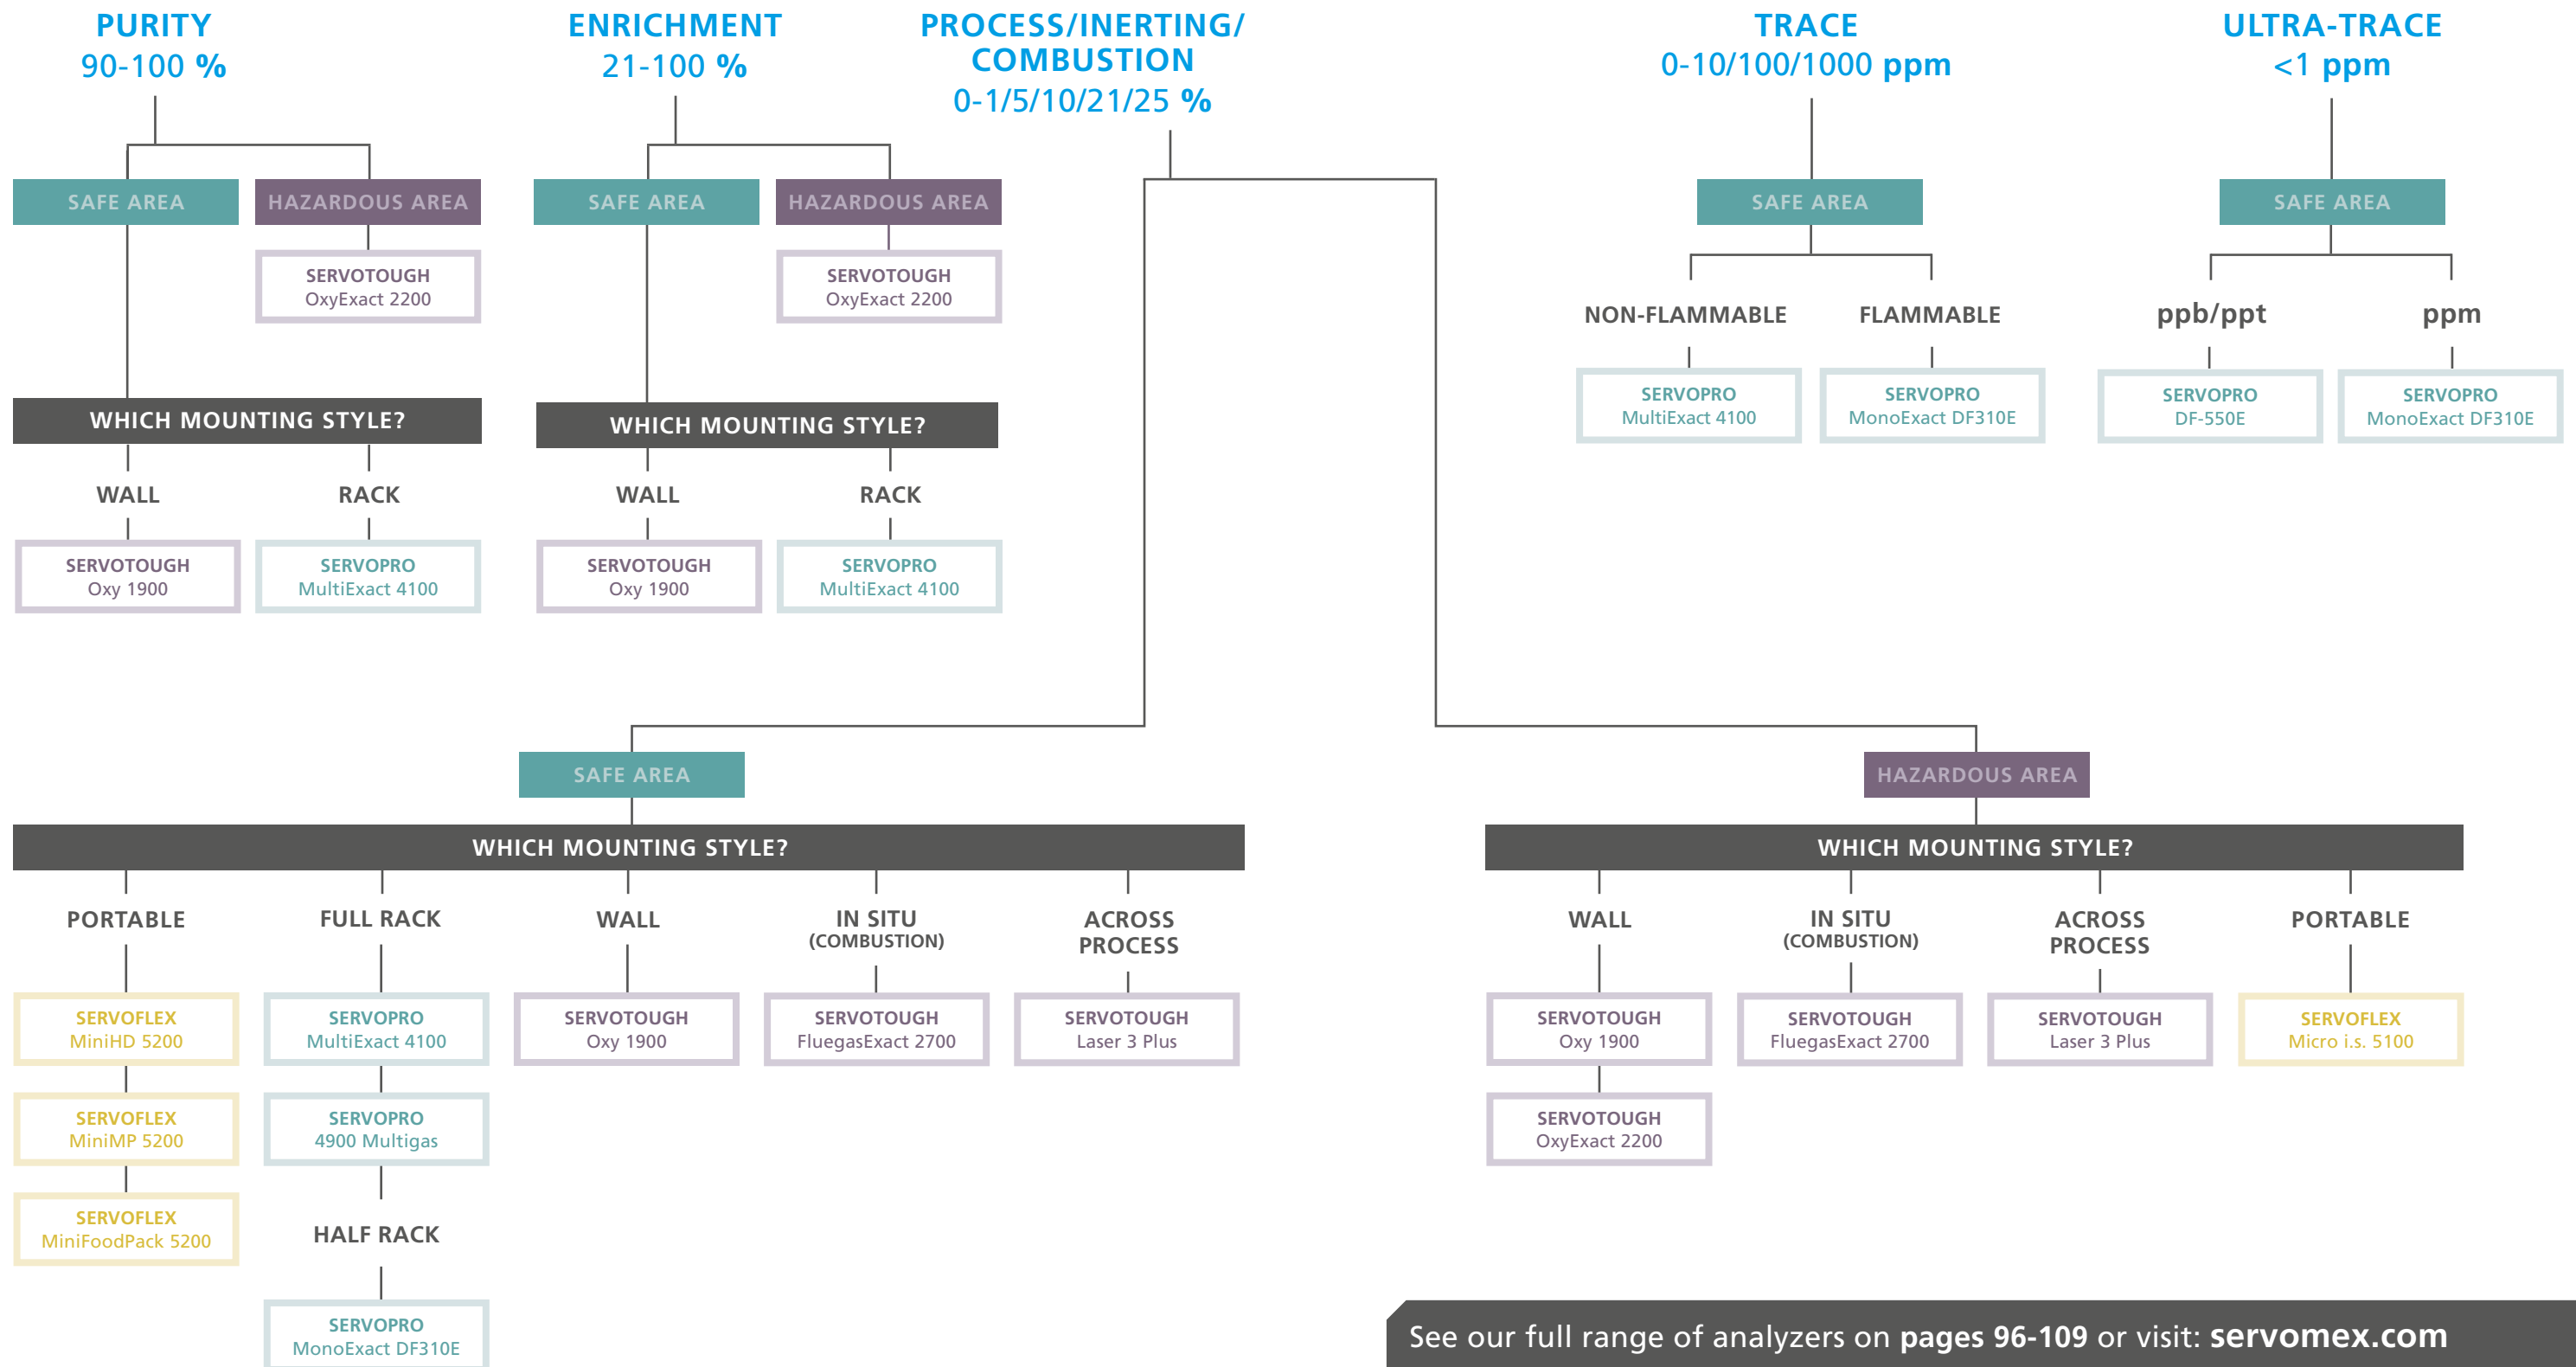 PURITY
90-100 %
ENRICHMENT
21-100 %
PROCESS/INERTING/
COMBUSTION
0-1/5/10/21/25 %
TRACE
0-10/100/1000 ppm
ULTRA-TRACE
<1 ppm
SAFE AREA
HAZARDOUS AREA
SERVOTOUGH
OxyExact 2200
WHICH MOUNTING STYLE?
WALL
RACK
SERVOTOUGH
Oxy 1900
SERVOPRO
MultiExact 4100
SAFE AREA
HAZARDOUS AREA
SERVOTOUGH
OxyExact 2200
WHICH MOUNTING STYLE?
WALL
RACK
SERVOTOUGH
Oxy 1900
SERVOPRO
MultiExact 4100
SAFE AREA
NON-FLAMMABLE
FLAMMABLE
SERVOPRO
MultiExact 4100
SERVOPRO
MonoExact DF310E
SAFE AREA
ppb/ppt
ppm
SERVOPRO
DF-550E
SERVOPRO
MonoExact DF310E
SAFE AREA
WHICH MOUNTING STYLE?
PORTABLE
SERVOFLEX
MiniHD 5200
SERVOFLEX
MiniMP 5200
SERVOFLEX
MiniFoodPack 5200
FULL RACK
SERVOPRO
MultiExact 4100
SERVOPRO
4900 Multigas
HALF RACK
SERVOPRO
MonoExact DF310E
WALL
SERVOTOUGH
Oxy 1900
IN SITU
(COMBUSTION)
SERVOTOUGH
FluegasExact 2700
ACROSS
PROCESS
SERVOTOUGH
Laser 3 Plus
HAZARDOUS AREA
WHICH MOUNTING STYLE?
WALL
SERVOTOUGH
Oxy 1900
SERVOTOUGH
OxyExact 2200
IN SITU
(COMBUSTION)
SERVOTOUGH
FluegasExact 2700
ACROSS
PROCESS
SERVOTOUGH
Laser 3 Plus
PORTABLE
SERVOFLEX
Micro i.s. 5100
See our full range of analyzers on pages 96-109 or visit: servomex.com